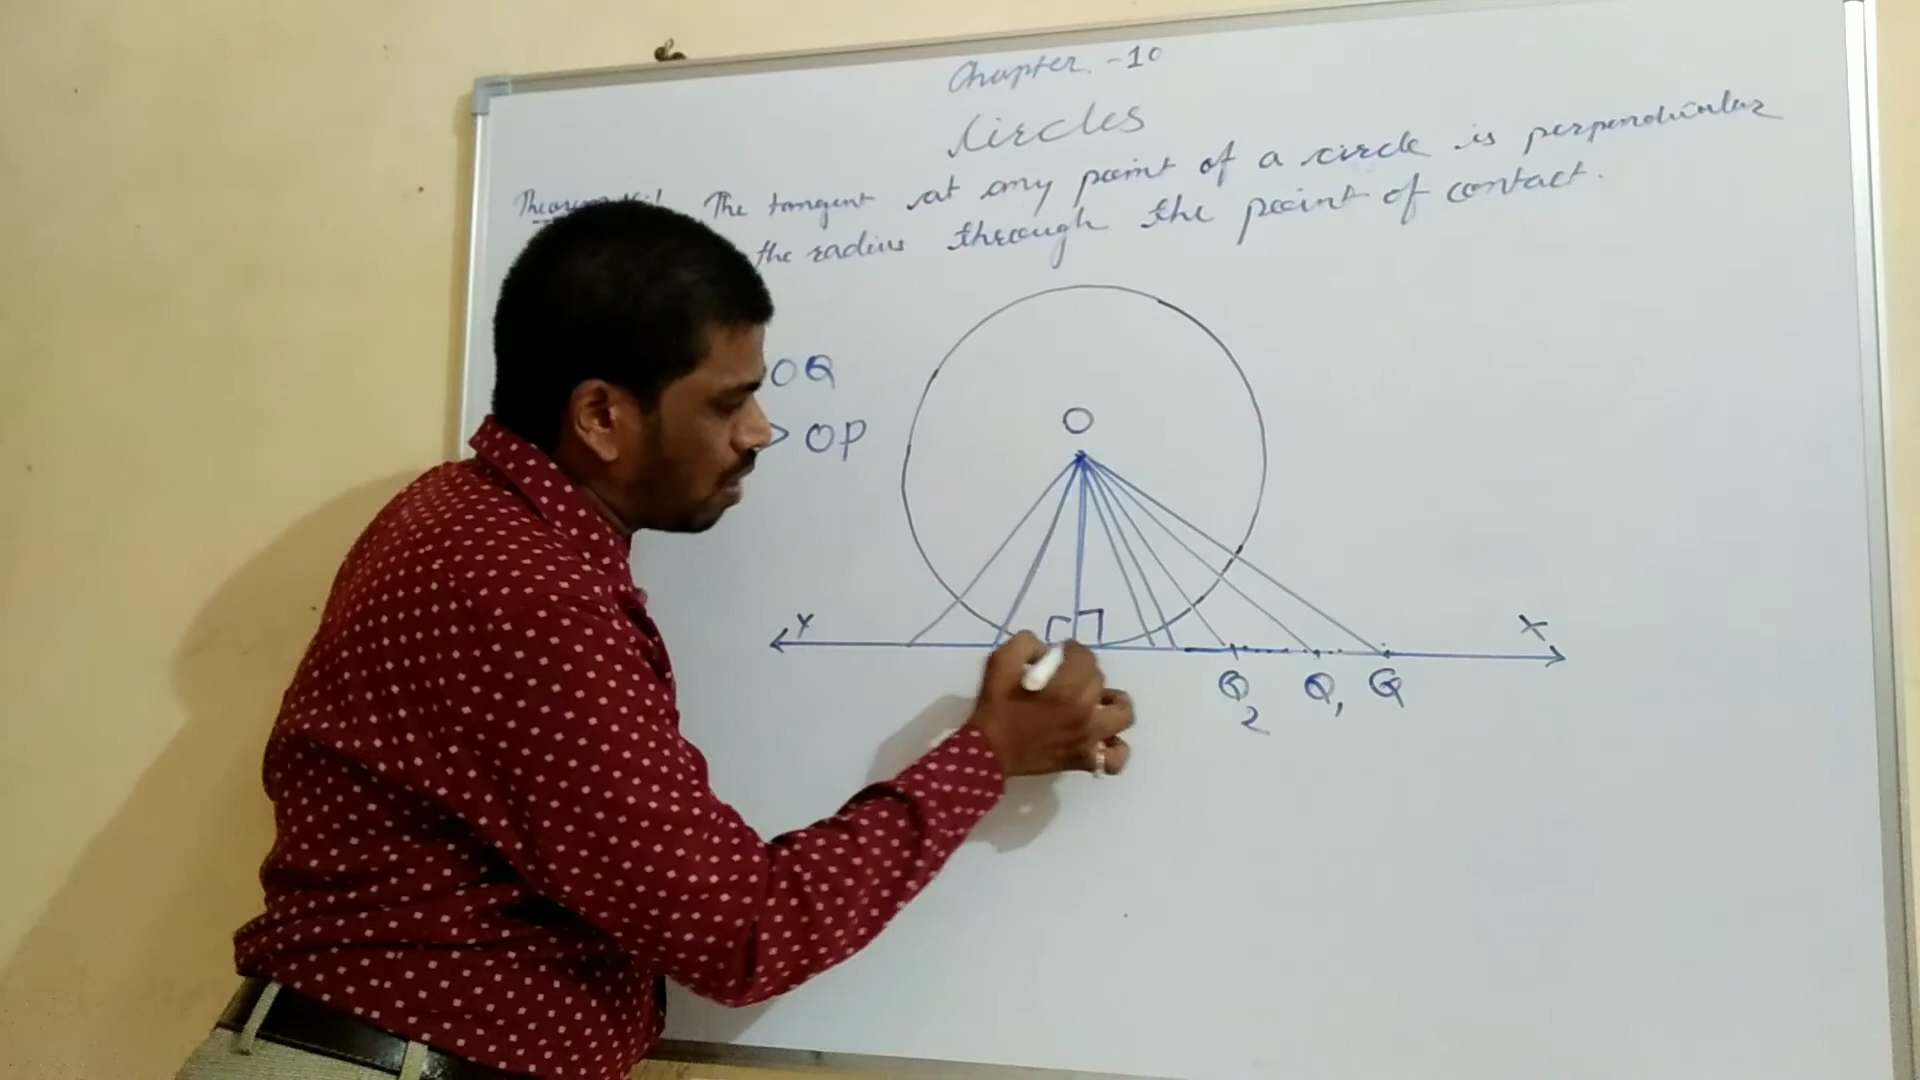 Chapter - 10
Circles
The tangent at any point of a circle is perpendicular
the radius through the point of contact.
OQ
O
> OP
Y
X
Q2 Q1 Q